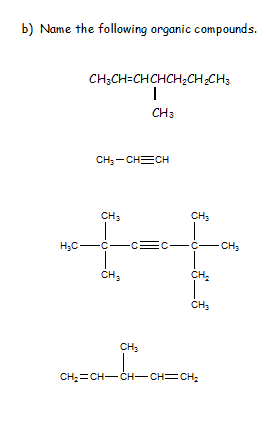 b) Name the following organic compounds.
CH₃CH=CHCHCH₂CH₂CH₃
CH₃
CH₃—CH≡CH
CH₃ CH₃
H₃C—C—C≡C—C—CH₃
CH₃ CH₂
CH₃
CH₃
CH₂=CH—CH—CH=CH₂